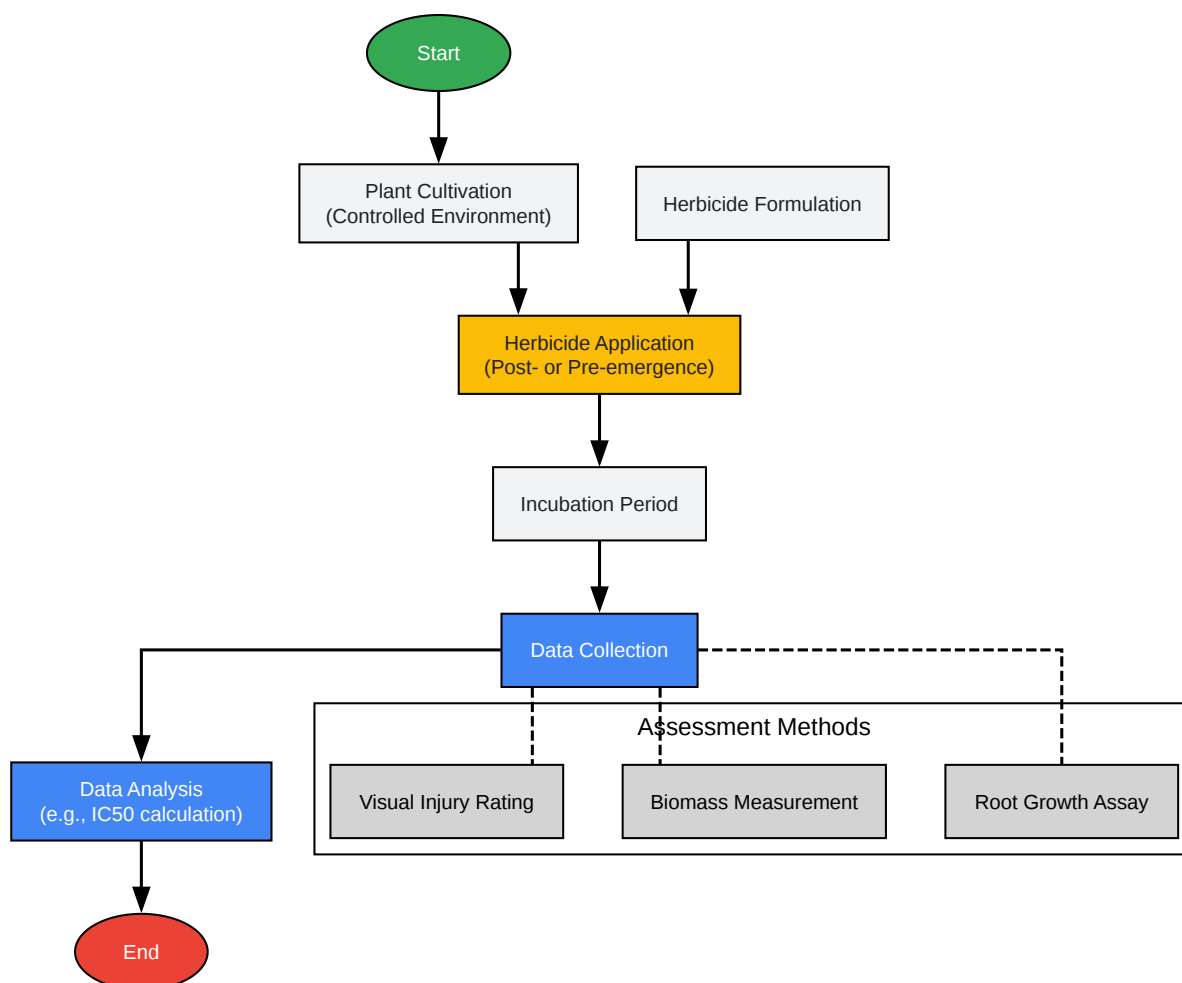 Start
Plant Cultivation
(Controlled Environment)
Herbicide Formulation
Herbicide Application
(Post- or Pre-emergence)
Incubation Period
Data Collection
Assessment Methods
Visual Injury Rating
Biomass Measurement
Root Growth Assay
Data Analysis
(e.g., IC50 calculation)
End